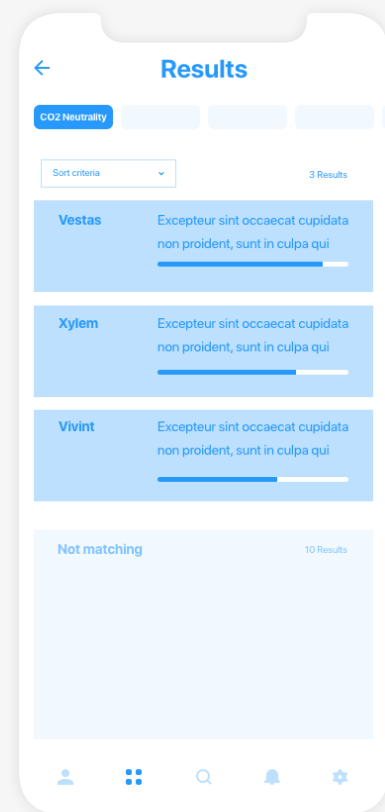 Results
CO2 Neutrality
Sort criteria
3 Results
Vestas
Excepteur sint occaecat cupidata
non proident, sunt in culpa qui
Xylem
Excepteur sint occaecat cupidata
non proident, sunt in culpa qui
Vivint
Excepteur sint occaecat cupidata
non proident, sunt in culpa qui
Not matching
10 Results